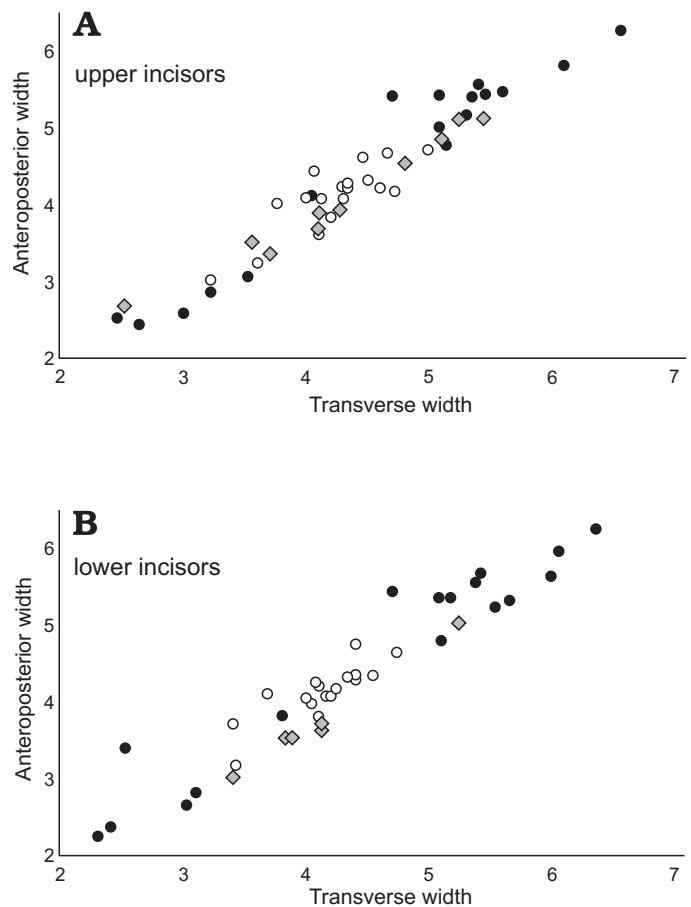 A
upper incisors
Anteroposterior width
6
5
4
3
2
2 3 4 5 6 7
Transverse width
B
lower incisors
Anteroposterior width
6
5
4
3
2
2 3 4 5 6 7
Transverse width